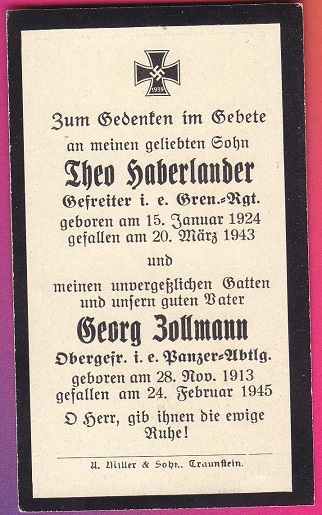 1939
Zum Gedenken im Gebete
an meinen geliebten Sohn
Theo Haberlander
Gefreiter i. e. Gren.-Rgt.
geboren am 15. Januar 1924
gefallen am 20. März 1943
und
meinen unvergeßlichen Gatten
und unsern guten Vater
Georg Zollmann
Obergefr. i. e. Panzer-Abtlg.
geboren am 28. Nov. 1913
gefallen am 24. Februar 1945
O Herr, gib ihnen die ewige
Ruhe!
A. Miller & Sohn, Traunstein.